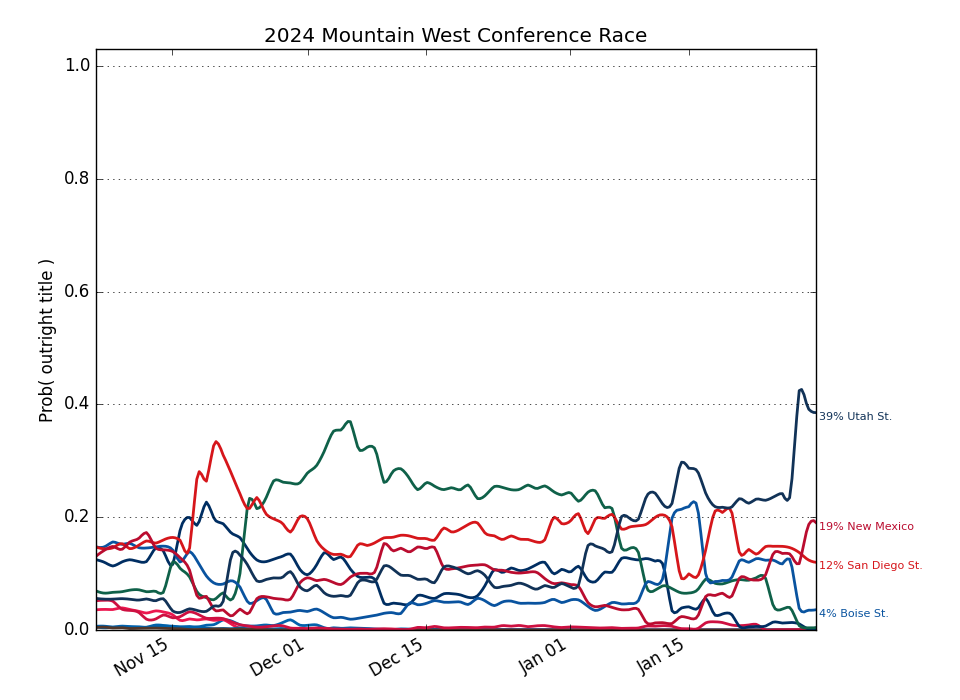 2024 Mountain West Conference Race
Prob( outright title )
1.0
0.8
0.6
0.4
0.2
0.0
39% Utah St.
19% New Mexico
12% San Diego St.
4% Boise St.
Nov 15
Dec 01
Dec 15
Jan 01
Jan 15